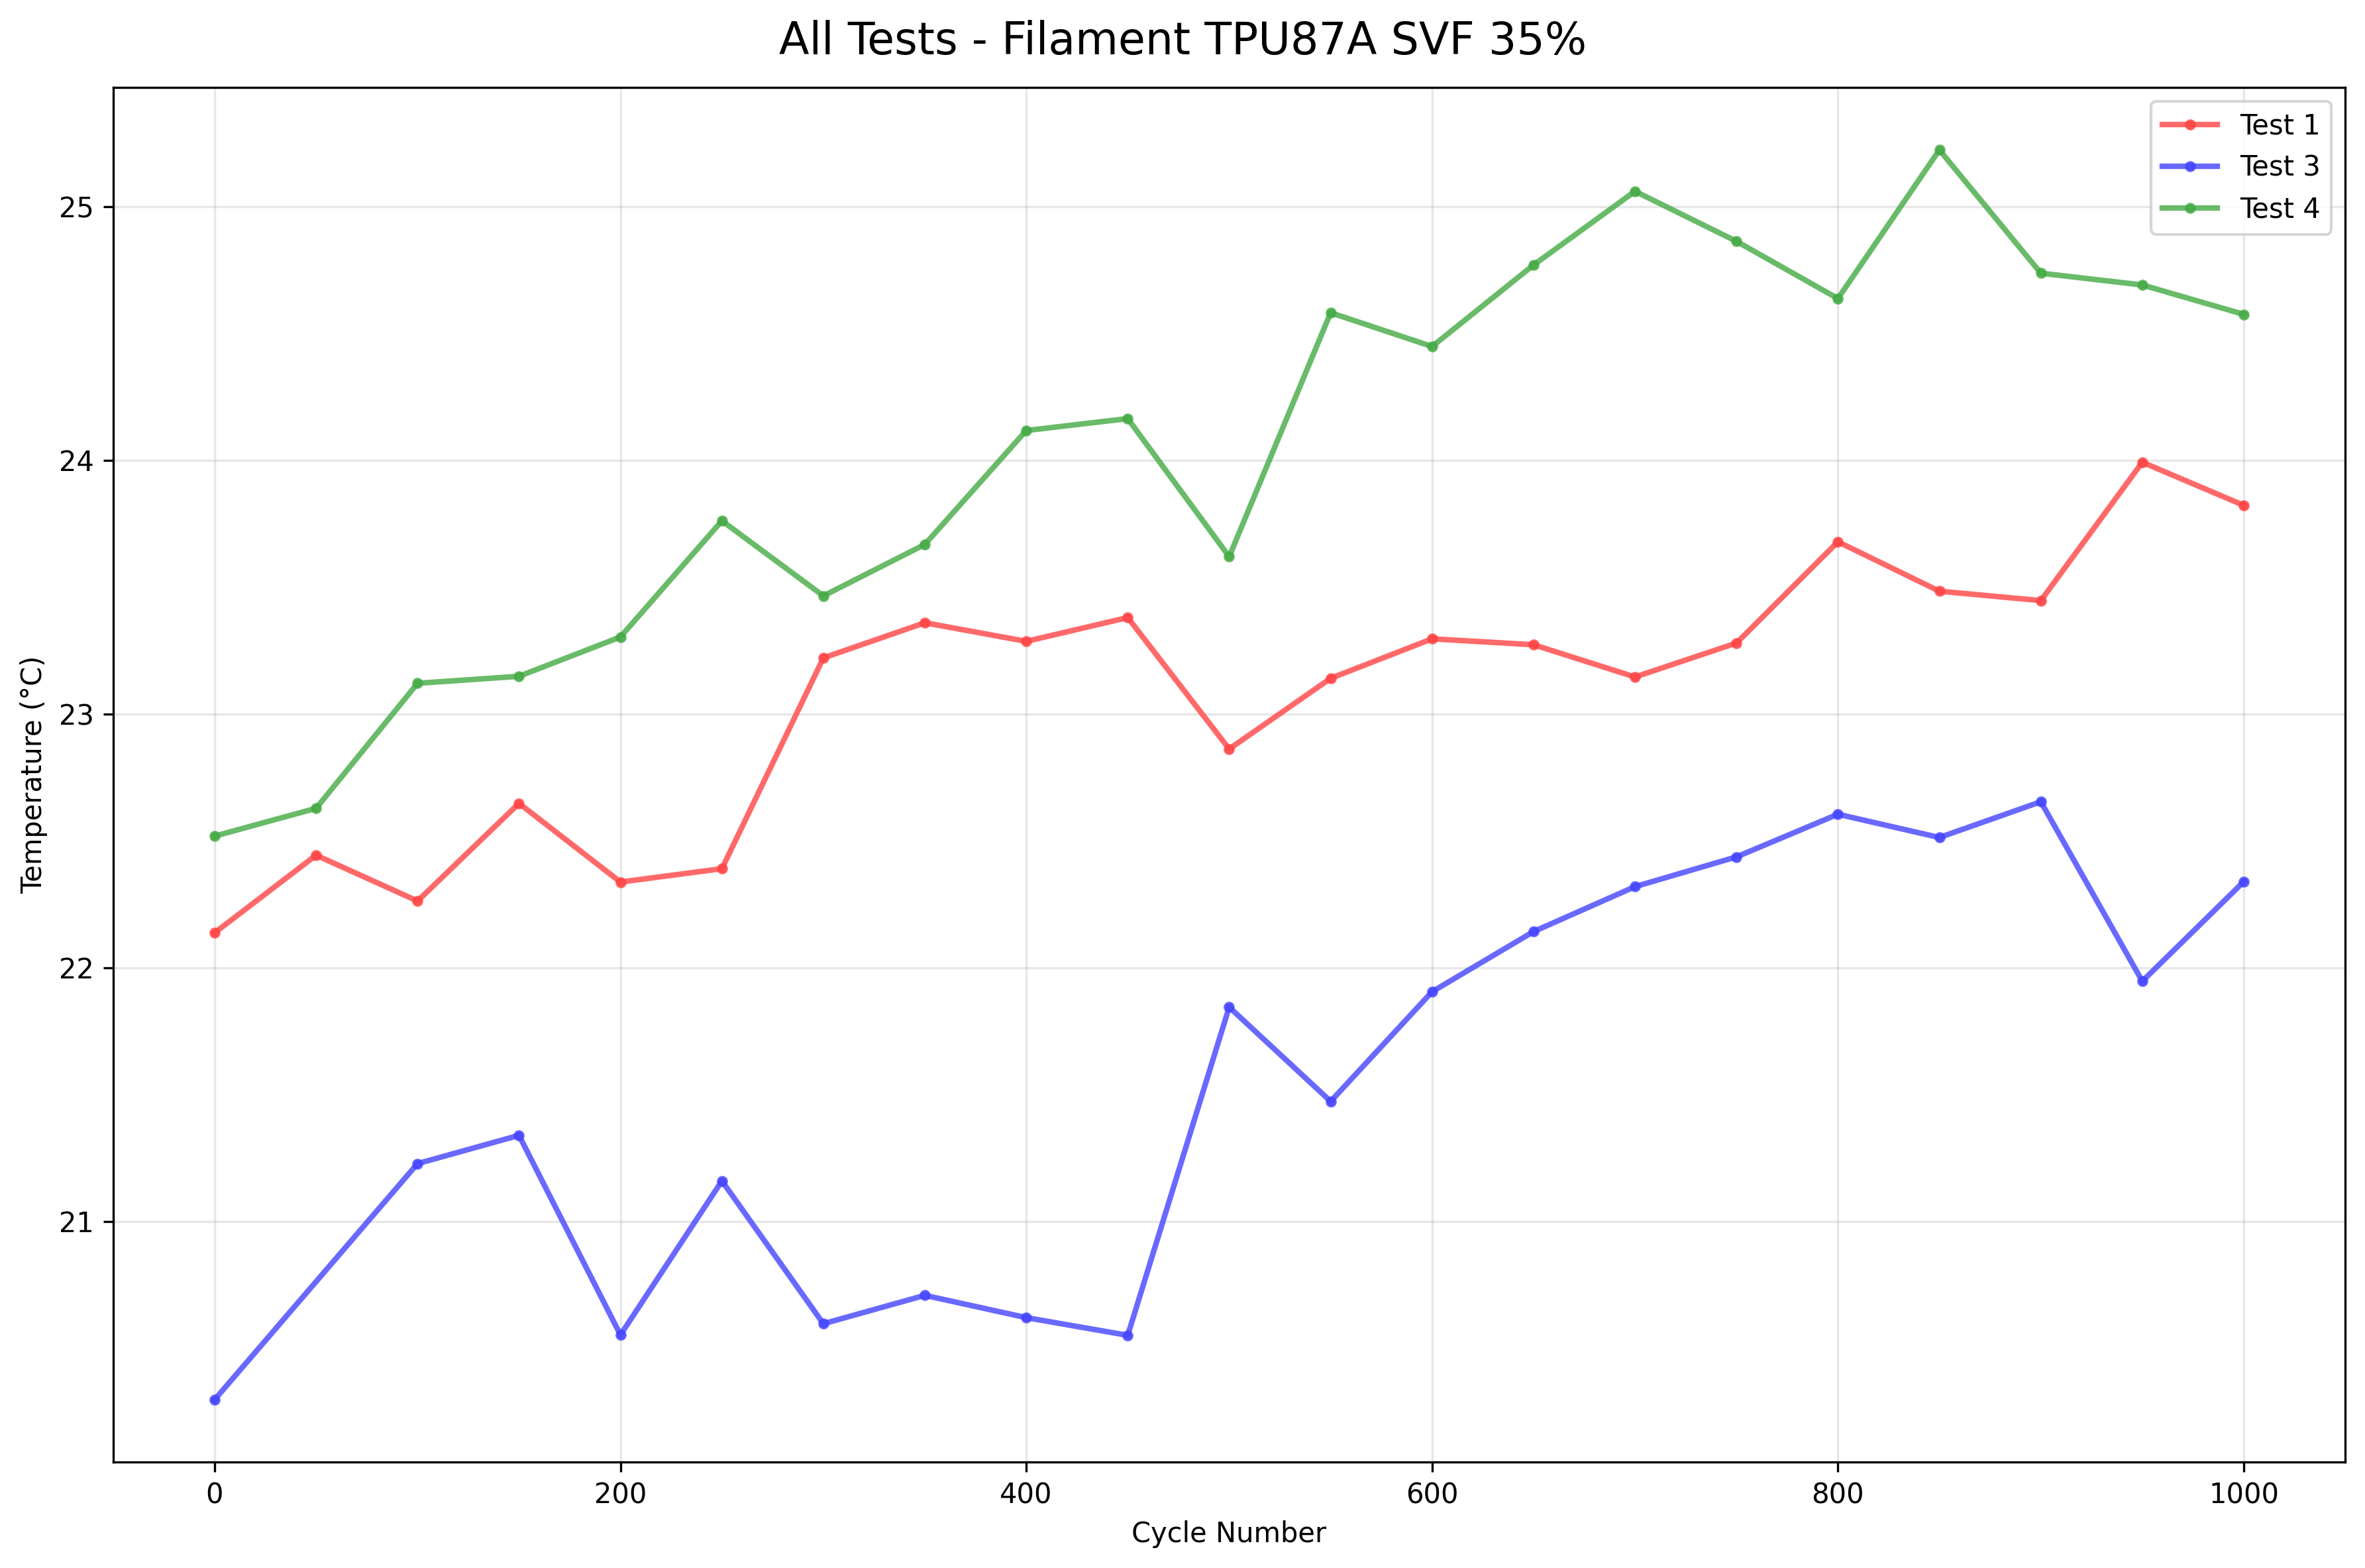 All Tests - Filament TPU87A SVF 35%
Test 1
Test 3
Test 4
25
24
23
22
21
Temperature (°C)
0
200
400
600
800
1000
Cycle Number